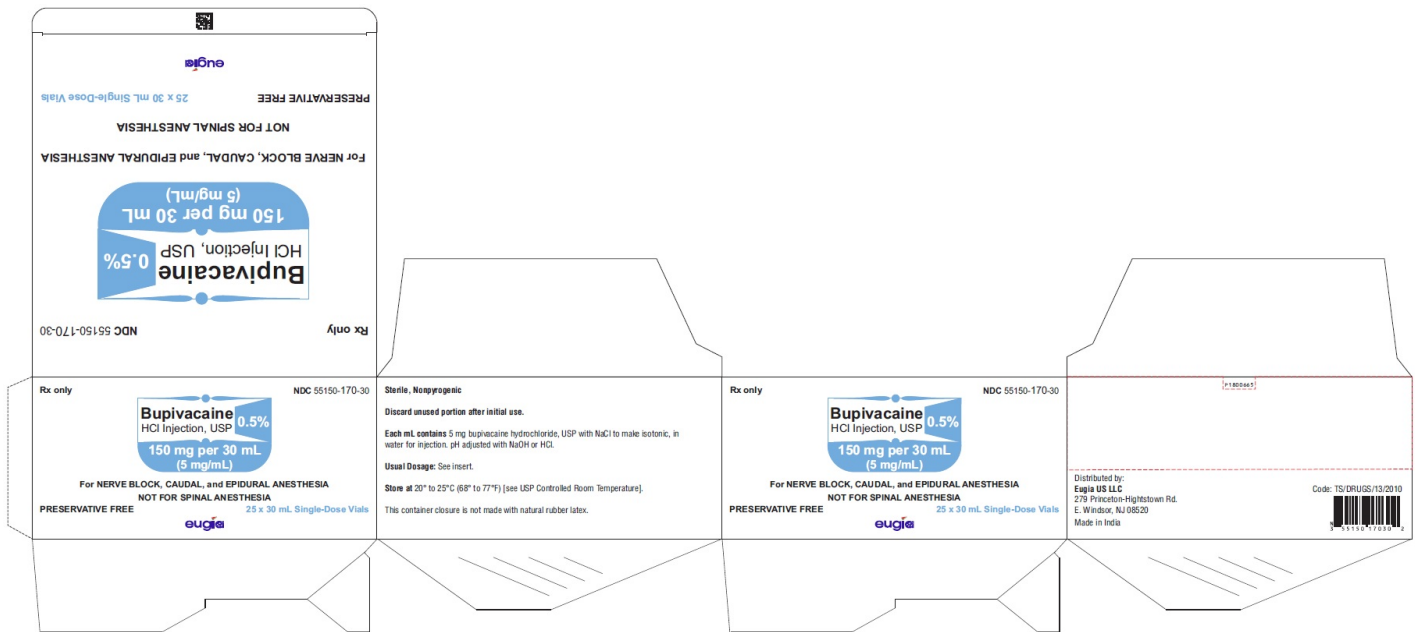 eugia
PRESERVATIVE FREE 25 x 30 mL Single-Dose Vials
NOT FOR SPINAL ANESTHESIA
For NERVE BLOCK, CAUDAL, and EPIDURAL ANESTHESIA
(5 mg/mL)
150 mg per 30 mL
HCl Injection, USP
Bupivacaine 0.5%
Rx only NDC 55150-170-30
Rx only NDC 55150-170-30
Bupivacaine
HCl Injection, USP 0.5%
150 mg per 30 mL
(5 mg/mL)
For NERVE BLOCK, CAUDAL, and EPIDURAL ANESTHESIA
NOT FOR SPINAL ANESTHESIA
PRESERVATIVE FREE 25 x 30 mL Single-Dose Vials
eugia
Sterile, Nonpyrogenic
Discard unused portion after initial use.
Each mL contains 5 mg bupivacaine hydrochloride, USP with NaCl to make isotonic, in
water for injection. pH adjusted with NaOH or HCl.
Usual Dosage: See insert.
Store at 20° to 25°C (68° to 77°F) [see USP Controlled Room Temperature].
This container closure is not made with natural rubber latex.
Rx only NDC 55150-170-30
Bupivacaine
HCl Injection, USP 0.5%
150 mg per 30 mL
(5 mg/mL)
For NERVE BLOCK, CAUDAL, and EPIDURAL ANESTHESIA
NOT FOR SPINAL ANESTHESIA
PRESERVATIVE FREE 25 x 30 mL Single-Dose Vials
eugia
P1800665
Distributed by:
Eugia US LLC
279 Princeton-Hightstown Rd.
E. Windsor, NJ 08520
Made in India
Code: TS/DRUGS/13/2010
N
3 55150 17030 2